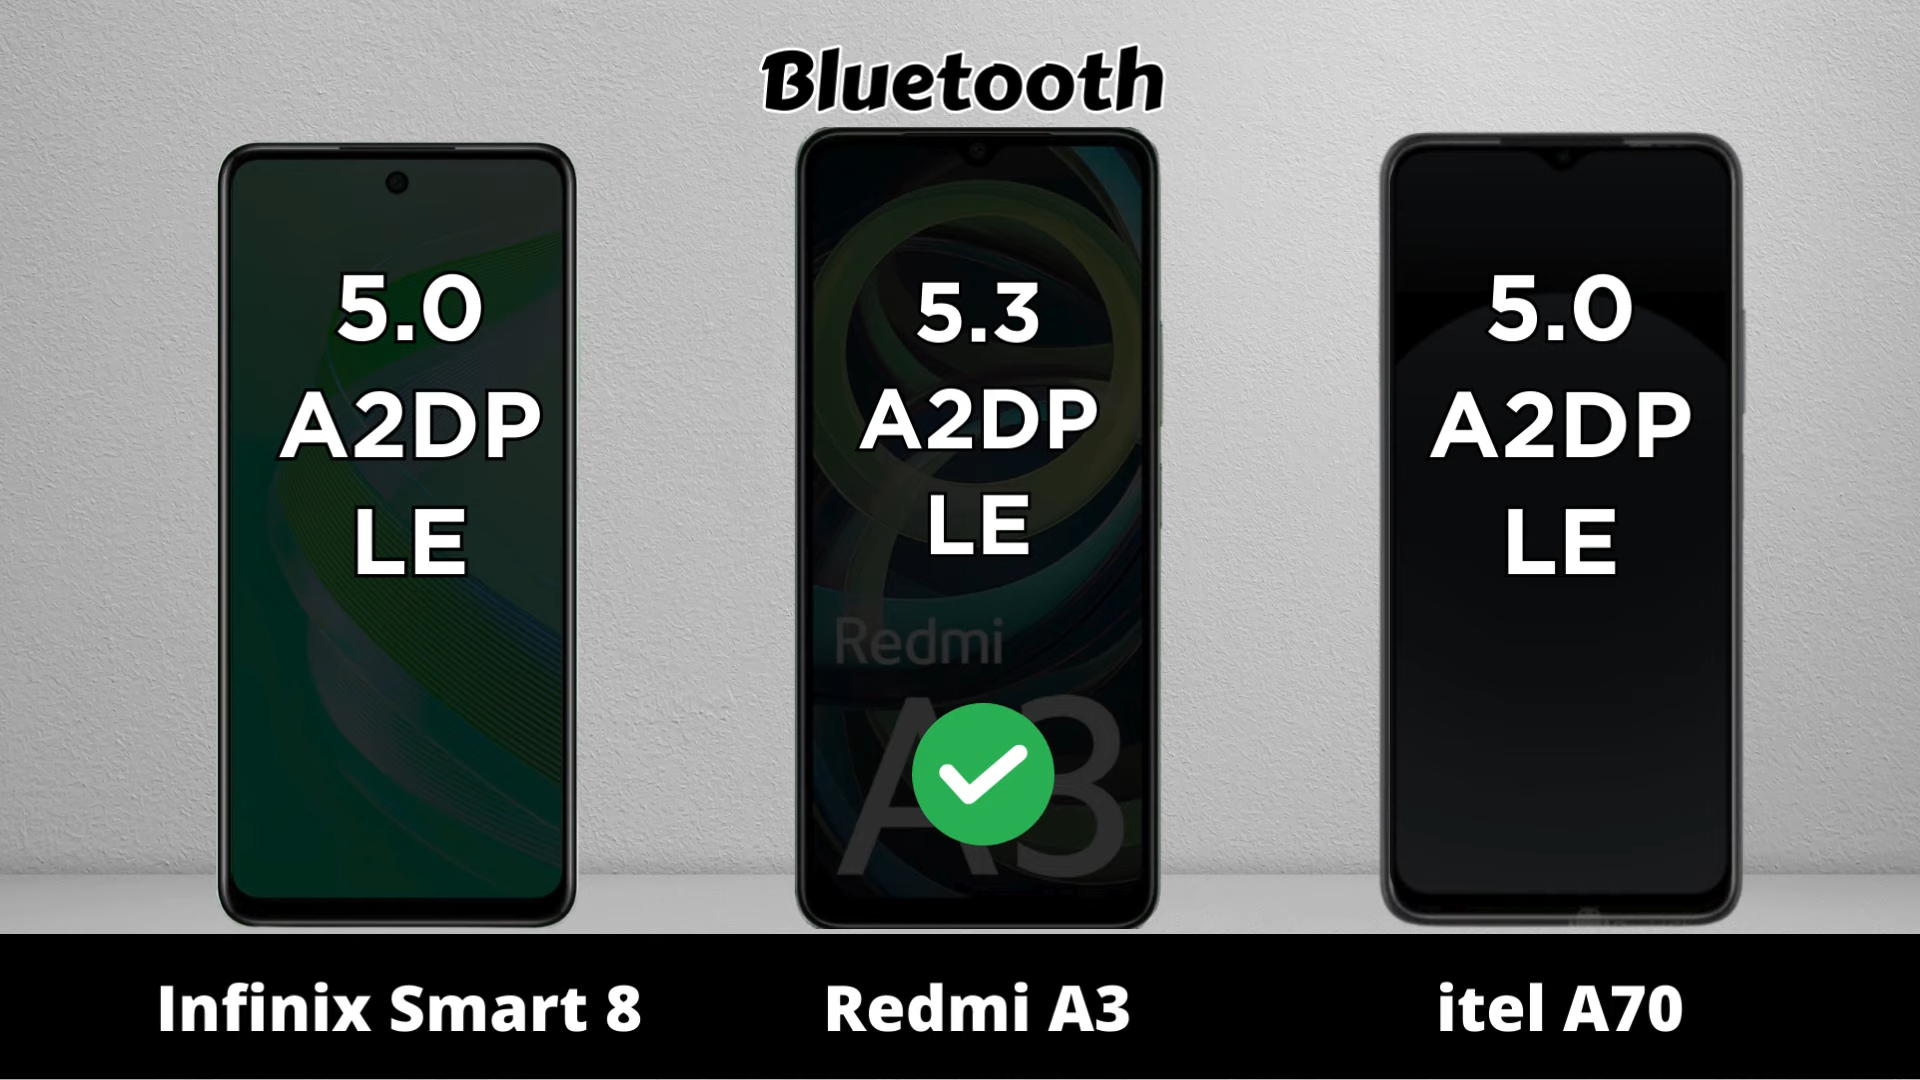 Bluetooth
5.0
A2DP
LE
5.3
A2DP
LE
Redmi
A3
5.0
A2DP
LE
Infinix Smart 8
Redmi A3
itel A70